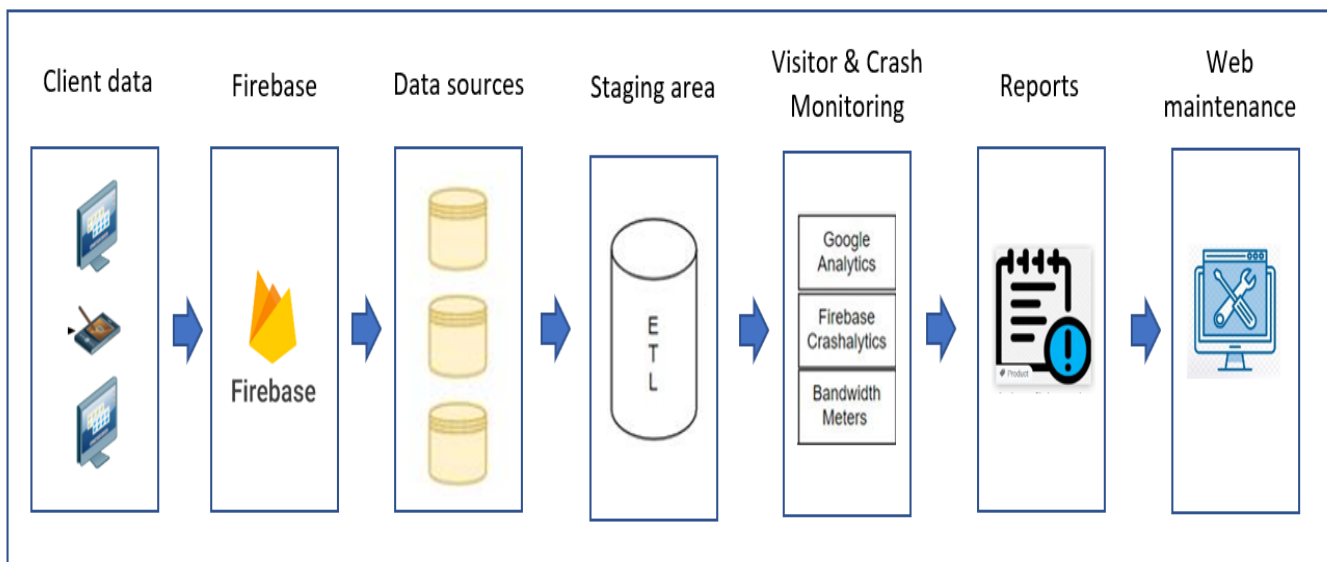 Client data
Firebase
Data sources
Staging area
Visitor & Crash
Monitoring
Reports
Web
maintenance
Firebase
E
T
L
Google
Analytics
Firebase
Crashalytics
Bandwidth
Meters
Product